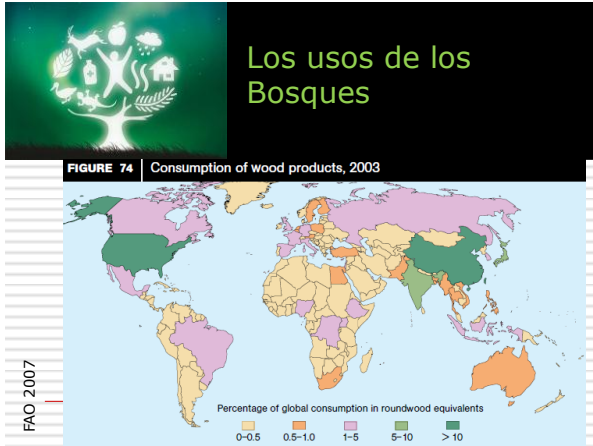 Los usos de los
Bosques
FIGURE 74 Consumption of wood products, 2003
FAO 2007
Percentage of global consumption in roundwood equivalents
0–0.5 0.5–1.0 1–5 5–10 > 10